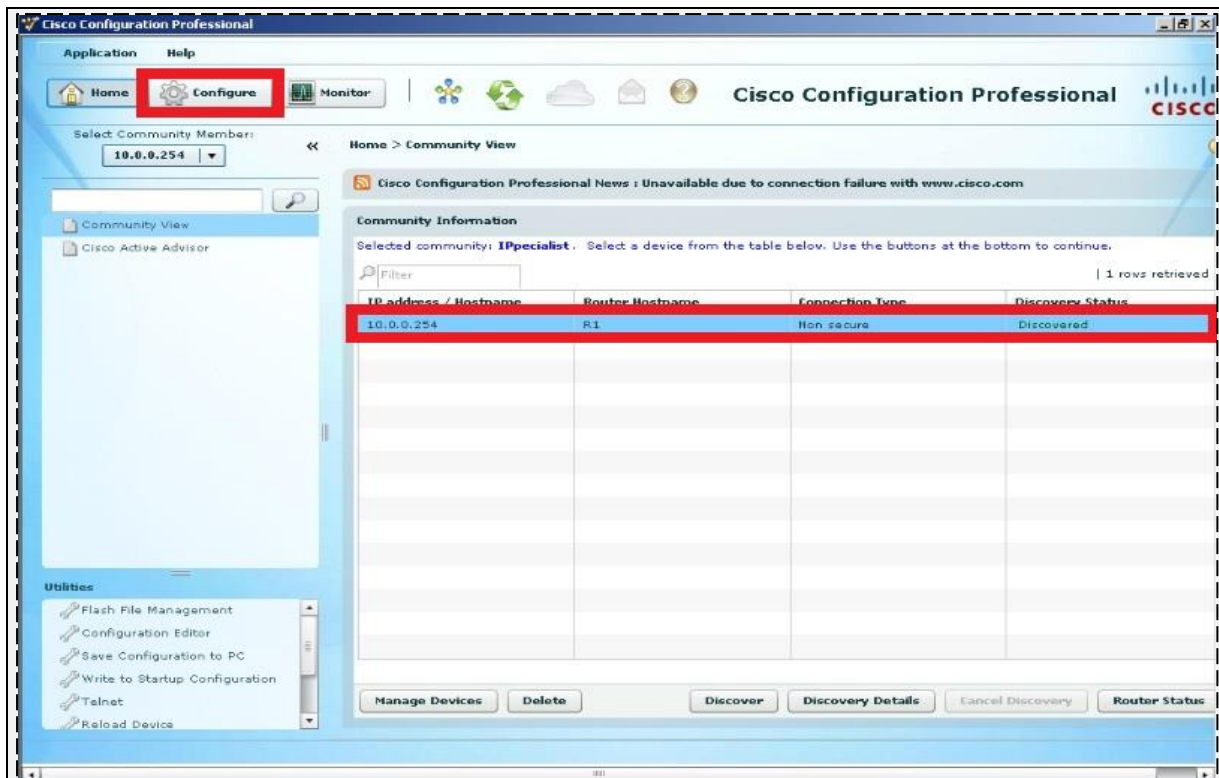 Cisco Configuration Professional
Application Help
Home Configure Monitor Cisco Configuration Professional
CISCO
Select Community Member:
10.0.0.254
Home > Community View
Cisco Configuration Professional News : Unavailable due to connection failure with www.cisco.com
Community View
Cisco Active Advisor
Community Information
Selected community: IPpecialist. Select a device from the table below. Use the buttons at the bottom to continue.
Filter
1 rows retrieved
IP address / Hostname Router Hostname Connection Type Discovery Status
10.0.0.254 R1 Non secure Discovered
Utilities
Flash File Management
Configuration Editor
Save Configuration to PC
Write to Startup Configuration
Telnet
Reload Device
Manage Devices Delete Discover Discovery Details Cancel Discovery Router Status